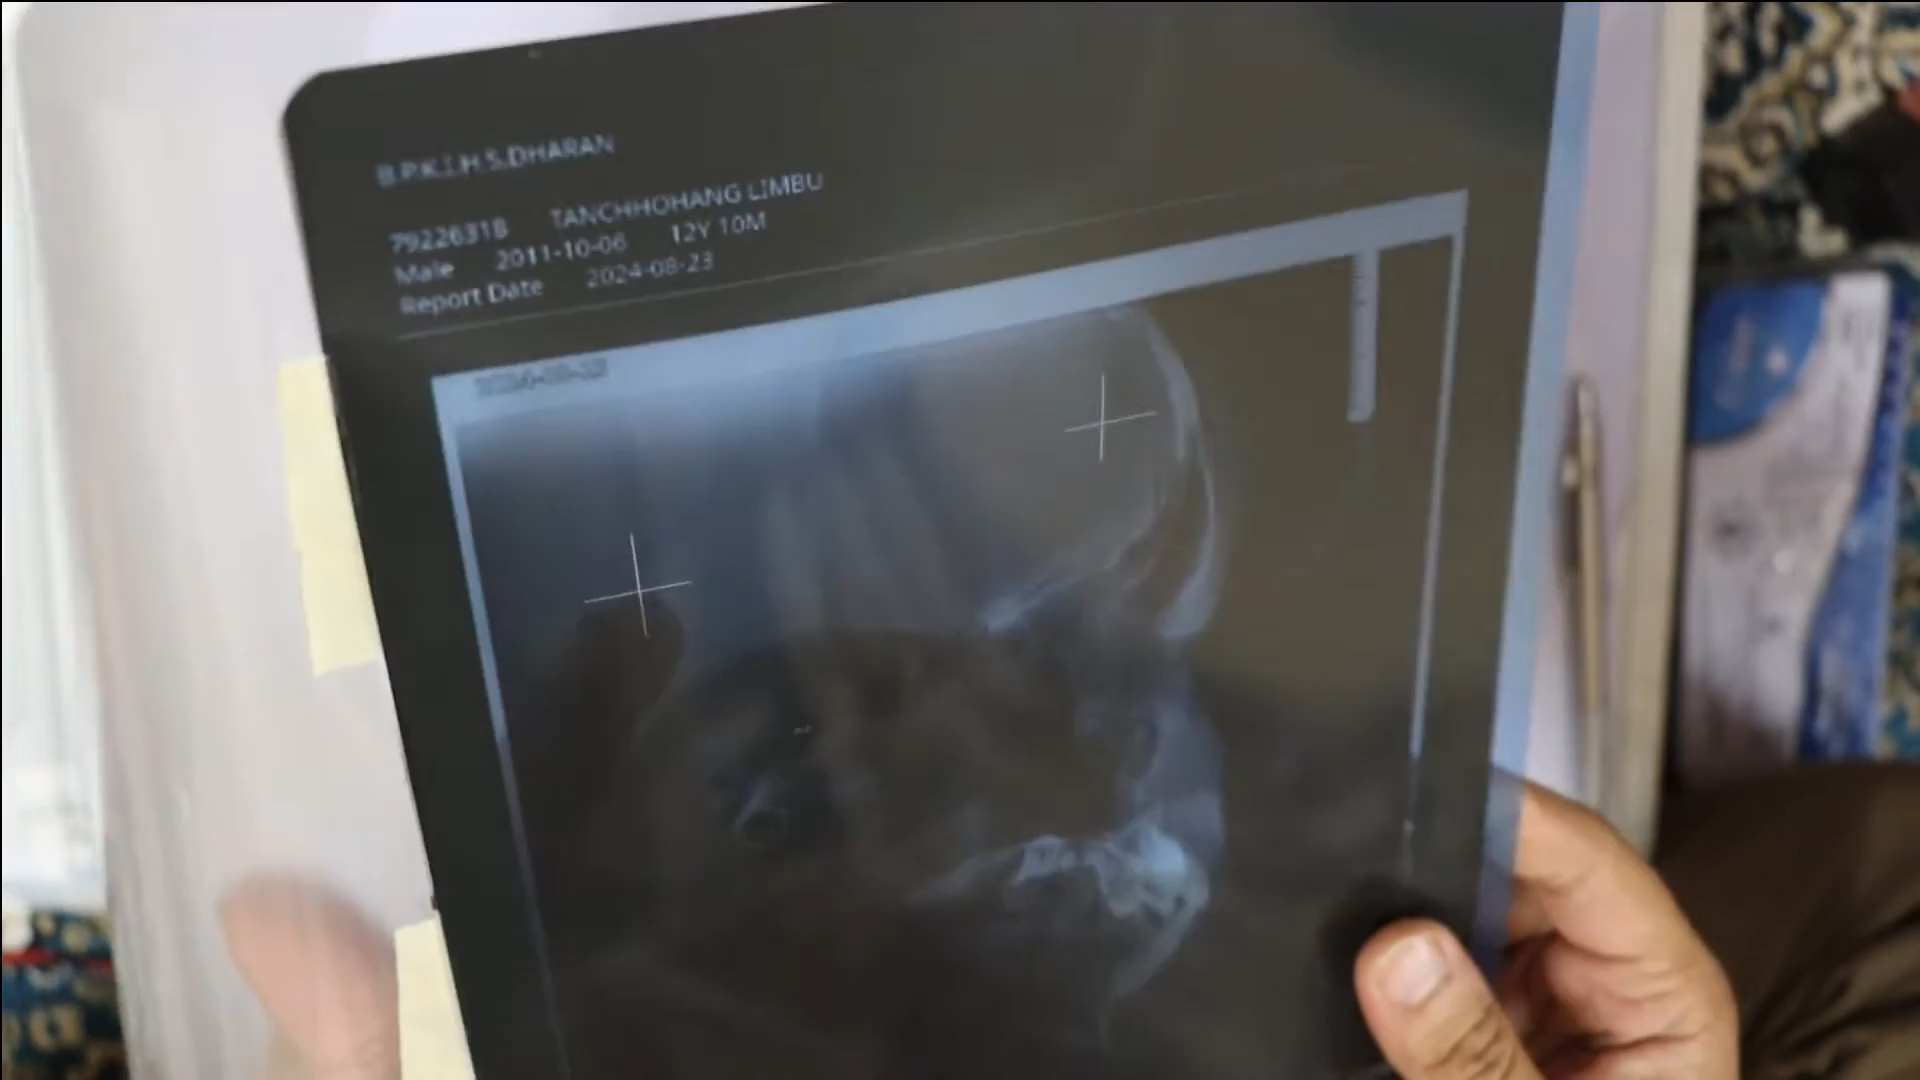 B.P.K.I.H.S.DHARAN
79226318 TANCHHOHANG LIMBU
Male 2011-10-06 12Y 10M
Report Date 2024-08-23